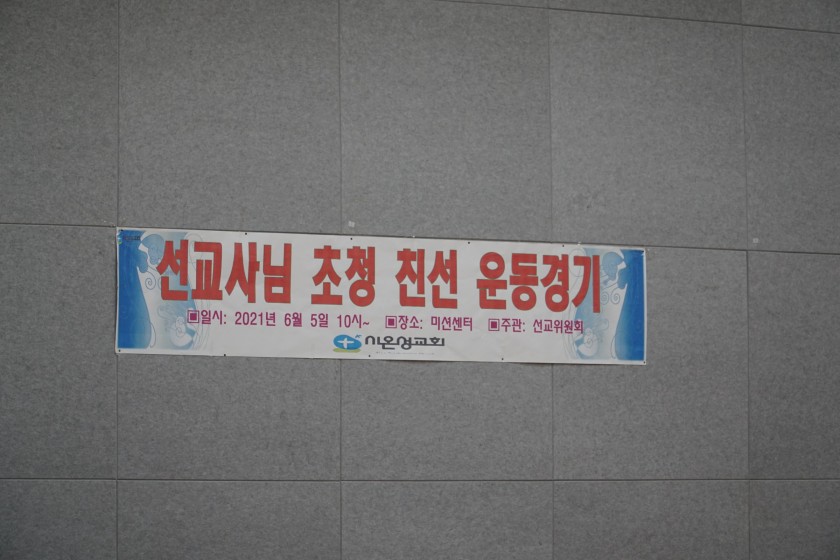 선교사님 초청 친선 운동경기
▣일시: 2021년 6월 5일 10시~ ▣장소: 미션센터 ▣주관: 선교위원회
시온성교회